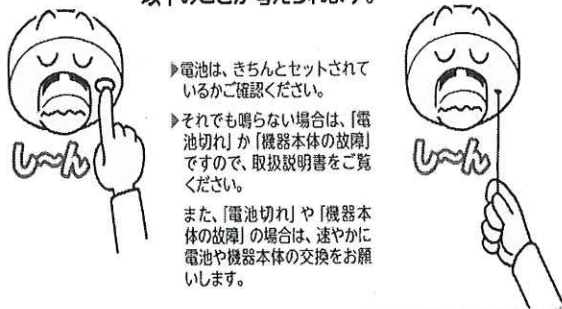 以下のことが考えられます。
▶電池は、きちんとセットされて
いるかご確認ください。
▶それでも鳴らない場合は、「電
池切れ」か「機器本体の故障」
ですので、取扱説明書をご覧
ください。
また、「電池切れ」や「機器本
体の故障」の場合は、速やかに
電池や機器本体の交換をお願
いします。
し〜ん
し〜ん